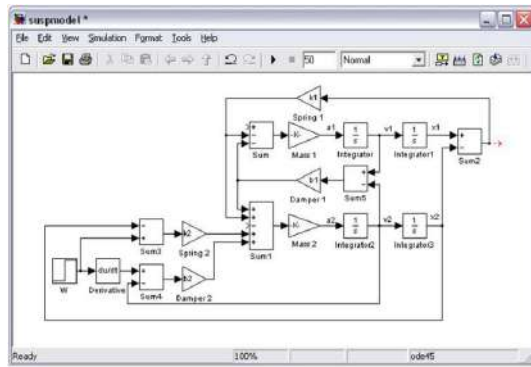 suspmodel *
File Edit View Simulation Format Tools Help
50 Normal
k1
Spring 1
Sum
-K-
Mass 1
a1
1
s
Integrator
v1
1
s
Integrator1
x1
Sum2
b1
Damper 1
Sum5
Sum3
k2
Spring 2
Sum1
-K-
Mass 2
a2
1
s
Integrator2
v2
1
s
Integrator3
x2
W
du/dt
Derivative
Sum4
b2
Damper 2
Ready 100% ode45